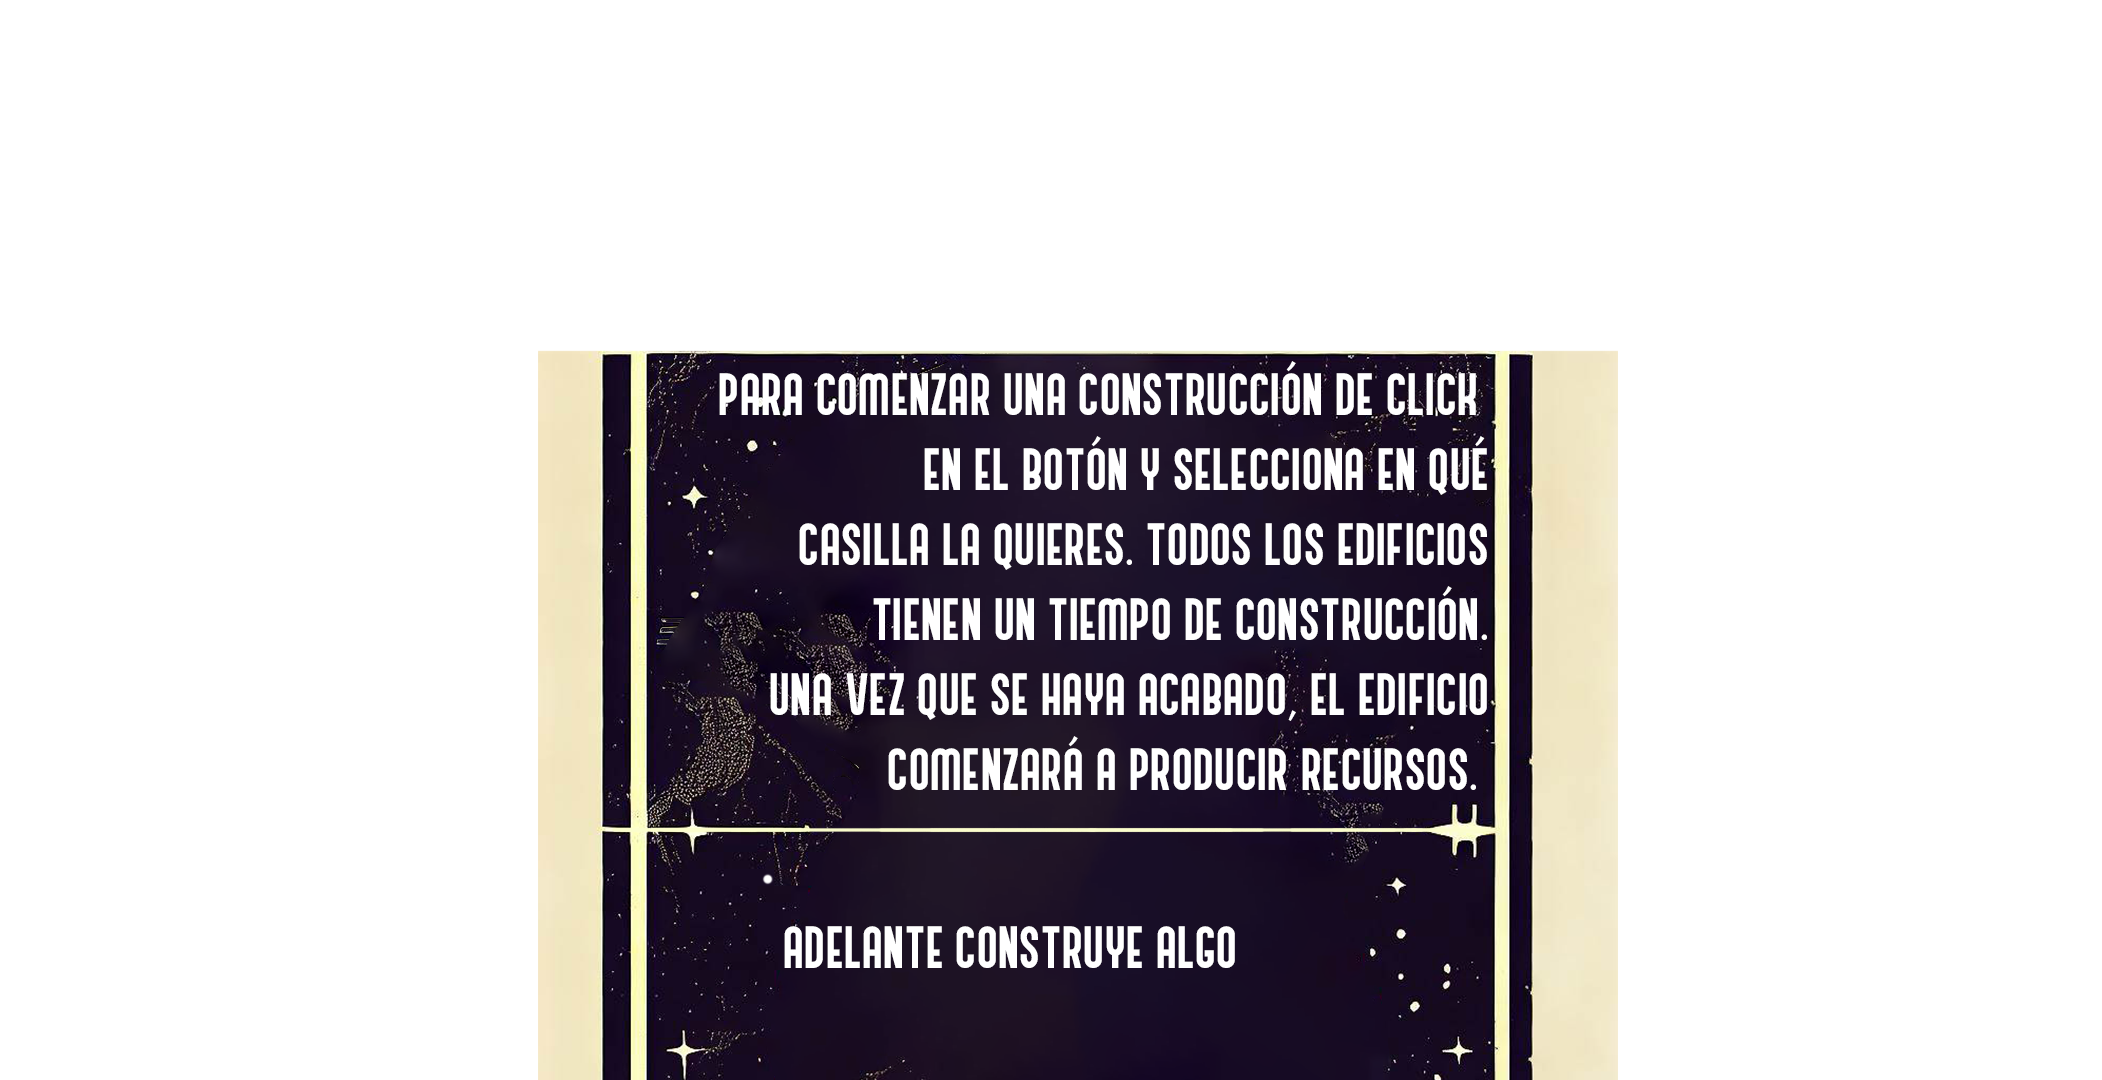 PARA COMENZAR UNA CONSTRUCCIÓN DE CLICK
EN EL BOTÓN Y SELECCIONA EN QUÉ
CASILLA LA QUIERES. TODOS LOS EDIFICIOS
TIENEN UN TIEMPO DE CONSTRUCCIÓN.
UNA VEZ QUE SE HAYA ACABADO, EL EDIFICIO
COMENZARÁ A PRODUCIR RECURSOS.
ADELANTE CONSTRUYE ALGO